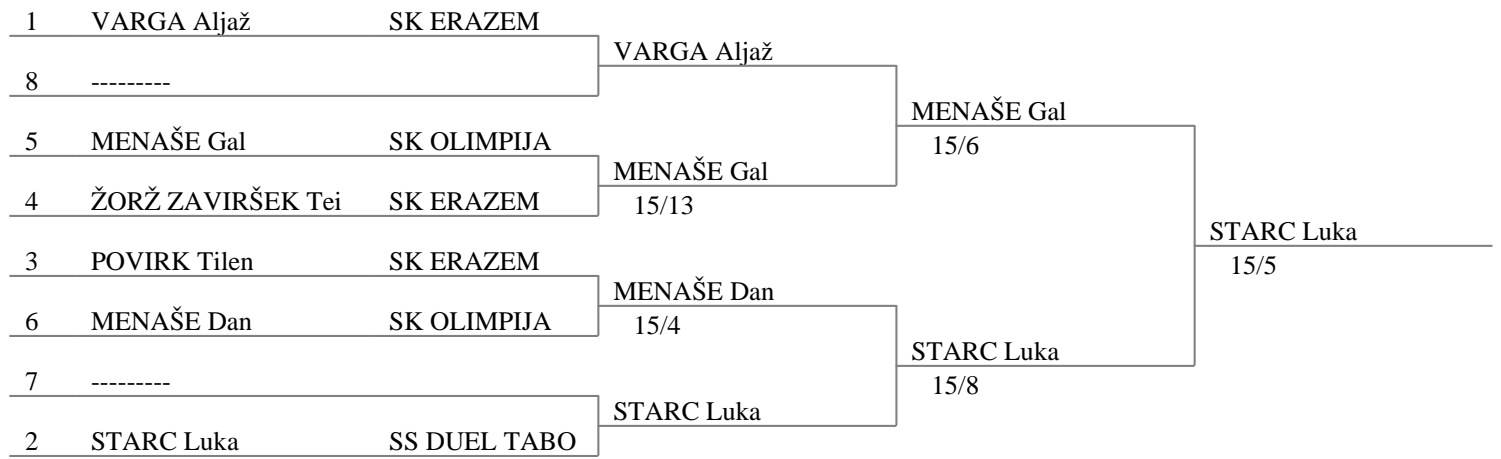 1 VARGA Aljaž SK ERAZEM
VARGA Aljaž
8 ---------
MENAŠE Gal
5 MENAŠE Gal SK OLIMPIJA
15/6
MENAŠE Gal
4 ŽORŽ ZAVIRŠEK Tei SK ERAZEM
15/13
STARC Luka
3 POVIRK Tilen SK ERAZEM
15/5
MENAŠE Dan
6 MENAŠE Dan SK OLIMPIJA
15/4
STARC Luka
7 ---------
15/8
STARC Luka
2 STARC Luka SS DUEL TABO